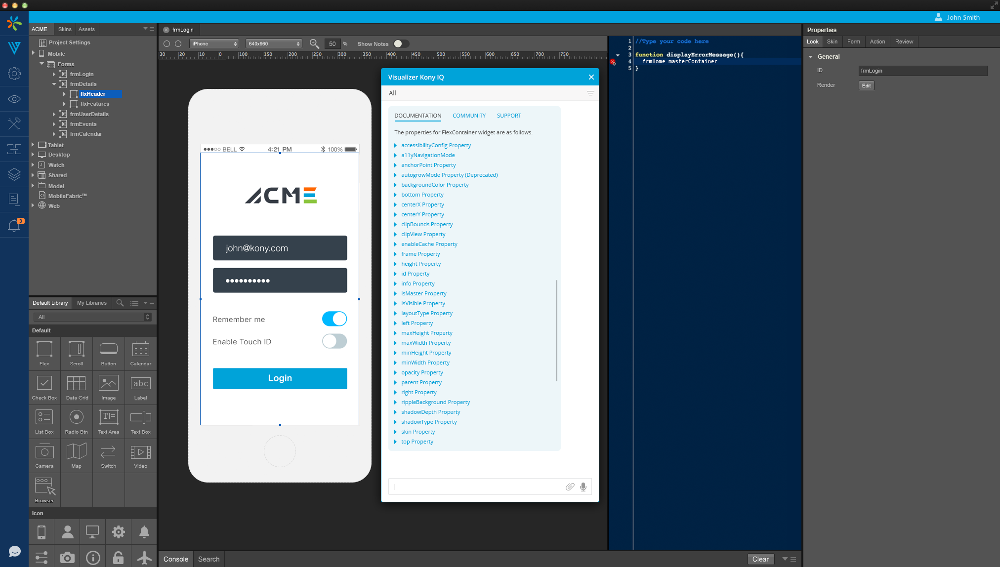 John Smith
ACME
Skins
Assets
Project Settings
Mobile
Forms
frmLogin
frmDetails
flxHeader
flxFeatures
frmUserDetails
frmEvents
frmCalendar
Tablet
Desktop
Watch
Shared
Model
MobileFabric™
Web
3
Default Library
My Libraries
All
Default
Flex
Scroll
Button
Calendar
Check Box
Data Grid
Image
abc
Label
List Box
Radio Btn
T
Text Area
Text Box
Camera
Map
Switch
Video
Browser
Icon
frmLogin
iPhone
640x960
50 %
Show Notes
30 20 10 0 50 100 150 200 250 300 350 400 450 500 550 600 650 700 750
BELL
4:21 PM
100%
ACME
john@kony.com
Remember me
Enable Touch ID
Login
Visualizer Kony IQ
All
DOCUMENTATION
COMMUNITY
SUPPORT
The properties for FlexContainer widget are as follows.
accessibilityConfig Property
a11yNavigationMode
anchorPoint Property
autogrowMode Property (Deprecated)
backgroundColor Property
bottom Property
centerX Property
centerY Property
clipBounds Property
clipView Property
enableCache Property
frame Property
height Property
id Property
info Property
isMaster Property
isVisible Property
layoutType Property
left Property
maxHeight Property
maxWidth Property
minHeight Property
minWidth Property
opacity Property
parent Property
right Property
rippleBackground Property
shadowDepth Property
shadowType Property
skin Property
top Property
1 //Type your code here
2
3 function displayErrorMessage(){
4 frmHome.masterContainer
5 }
Console
Search
Clear
Properties
Look
Skin
Form
Action
Review
General
ID
frmLogin
Render
Edit